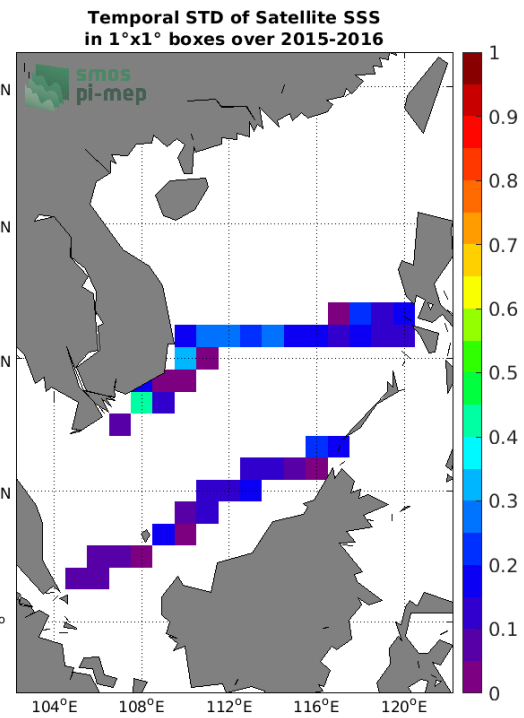 Temporal STD of Satellite SSS
in 1°x1° boxes over 2015-2016
smos
pi-mep
N
N
N
N
o
104°E 108°E 112°E 116°E 120°E
1
0.9
0.8
0.7
0.6
0.5
0.4
0.3
0.2
0.1
0